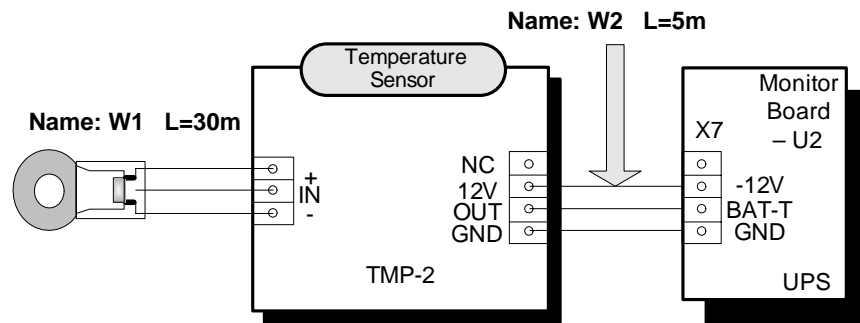 Name: W2 L=5m
Temperature
Sensor
Name: W1 L=30m
+
IN
-
NC
12V
OUT
GND
TMP-2
Monitor
Board
– U2
X7
-12V
BAT-T
GND
UPS